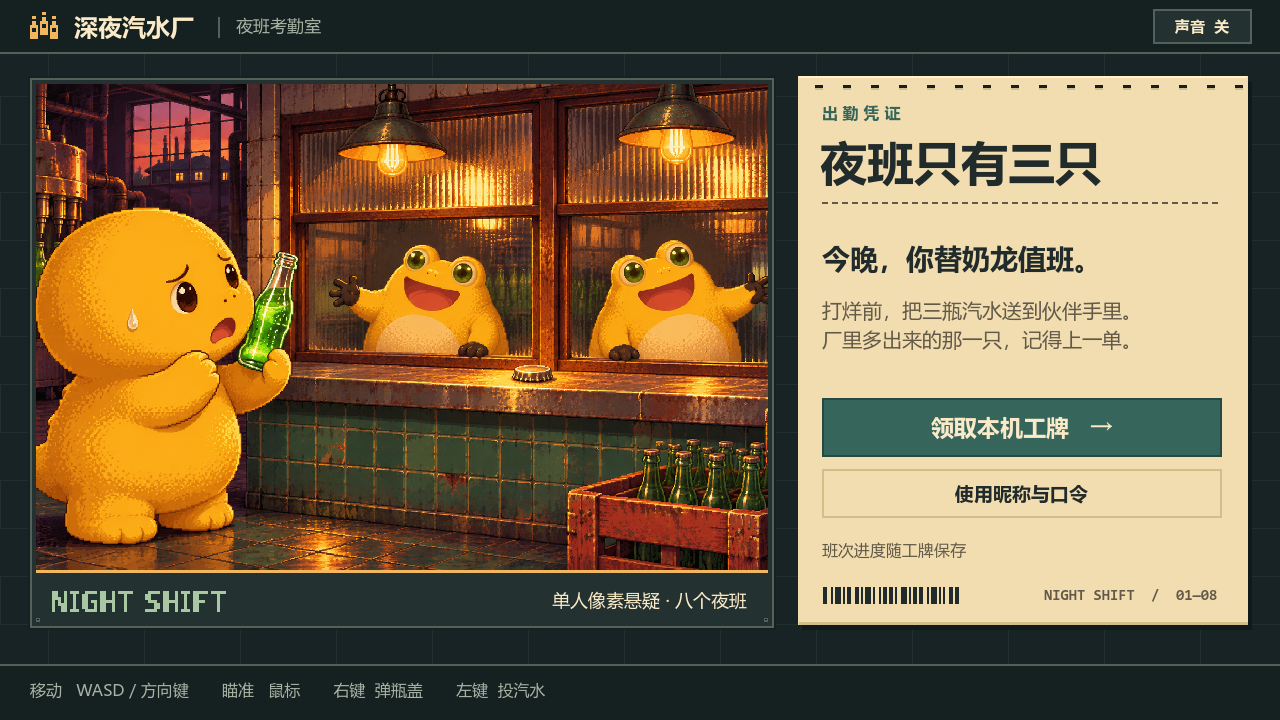 深夜汽水厂
夜班考勤室
声音 关
出勤凭证
夜班只有三只
今晚，你替奶龙值班。
打烊前，把三瓶汽水送到伙伴手里。
厂里多出来的那一只，记得上一单。
领取本机工牌 →
使用昵称与口令
班次进度随工牌保存
NIGHT SHIFT / 01—08
NIGHT SHIFT
单人像素悬疑 · 八个夜班
移动 WASD / 方向键 瞄准 鼠标 右键 弹瓶盖 左键 投汽水